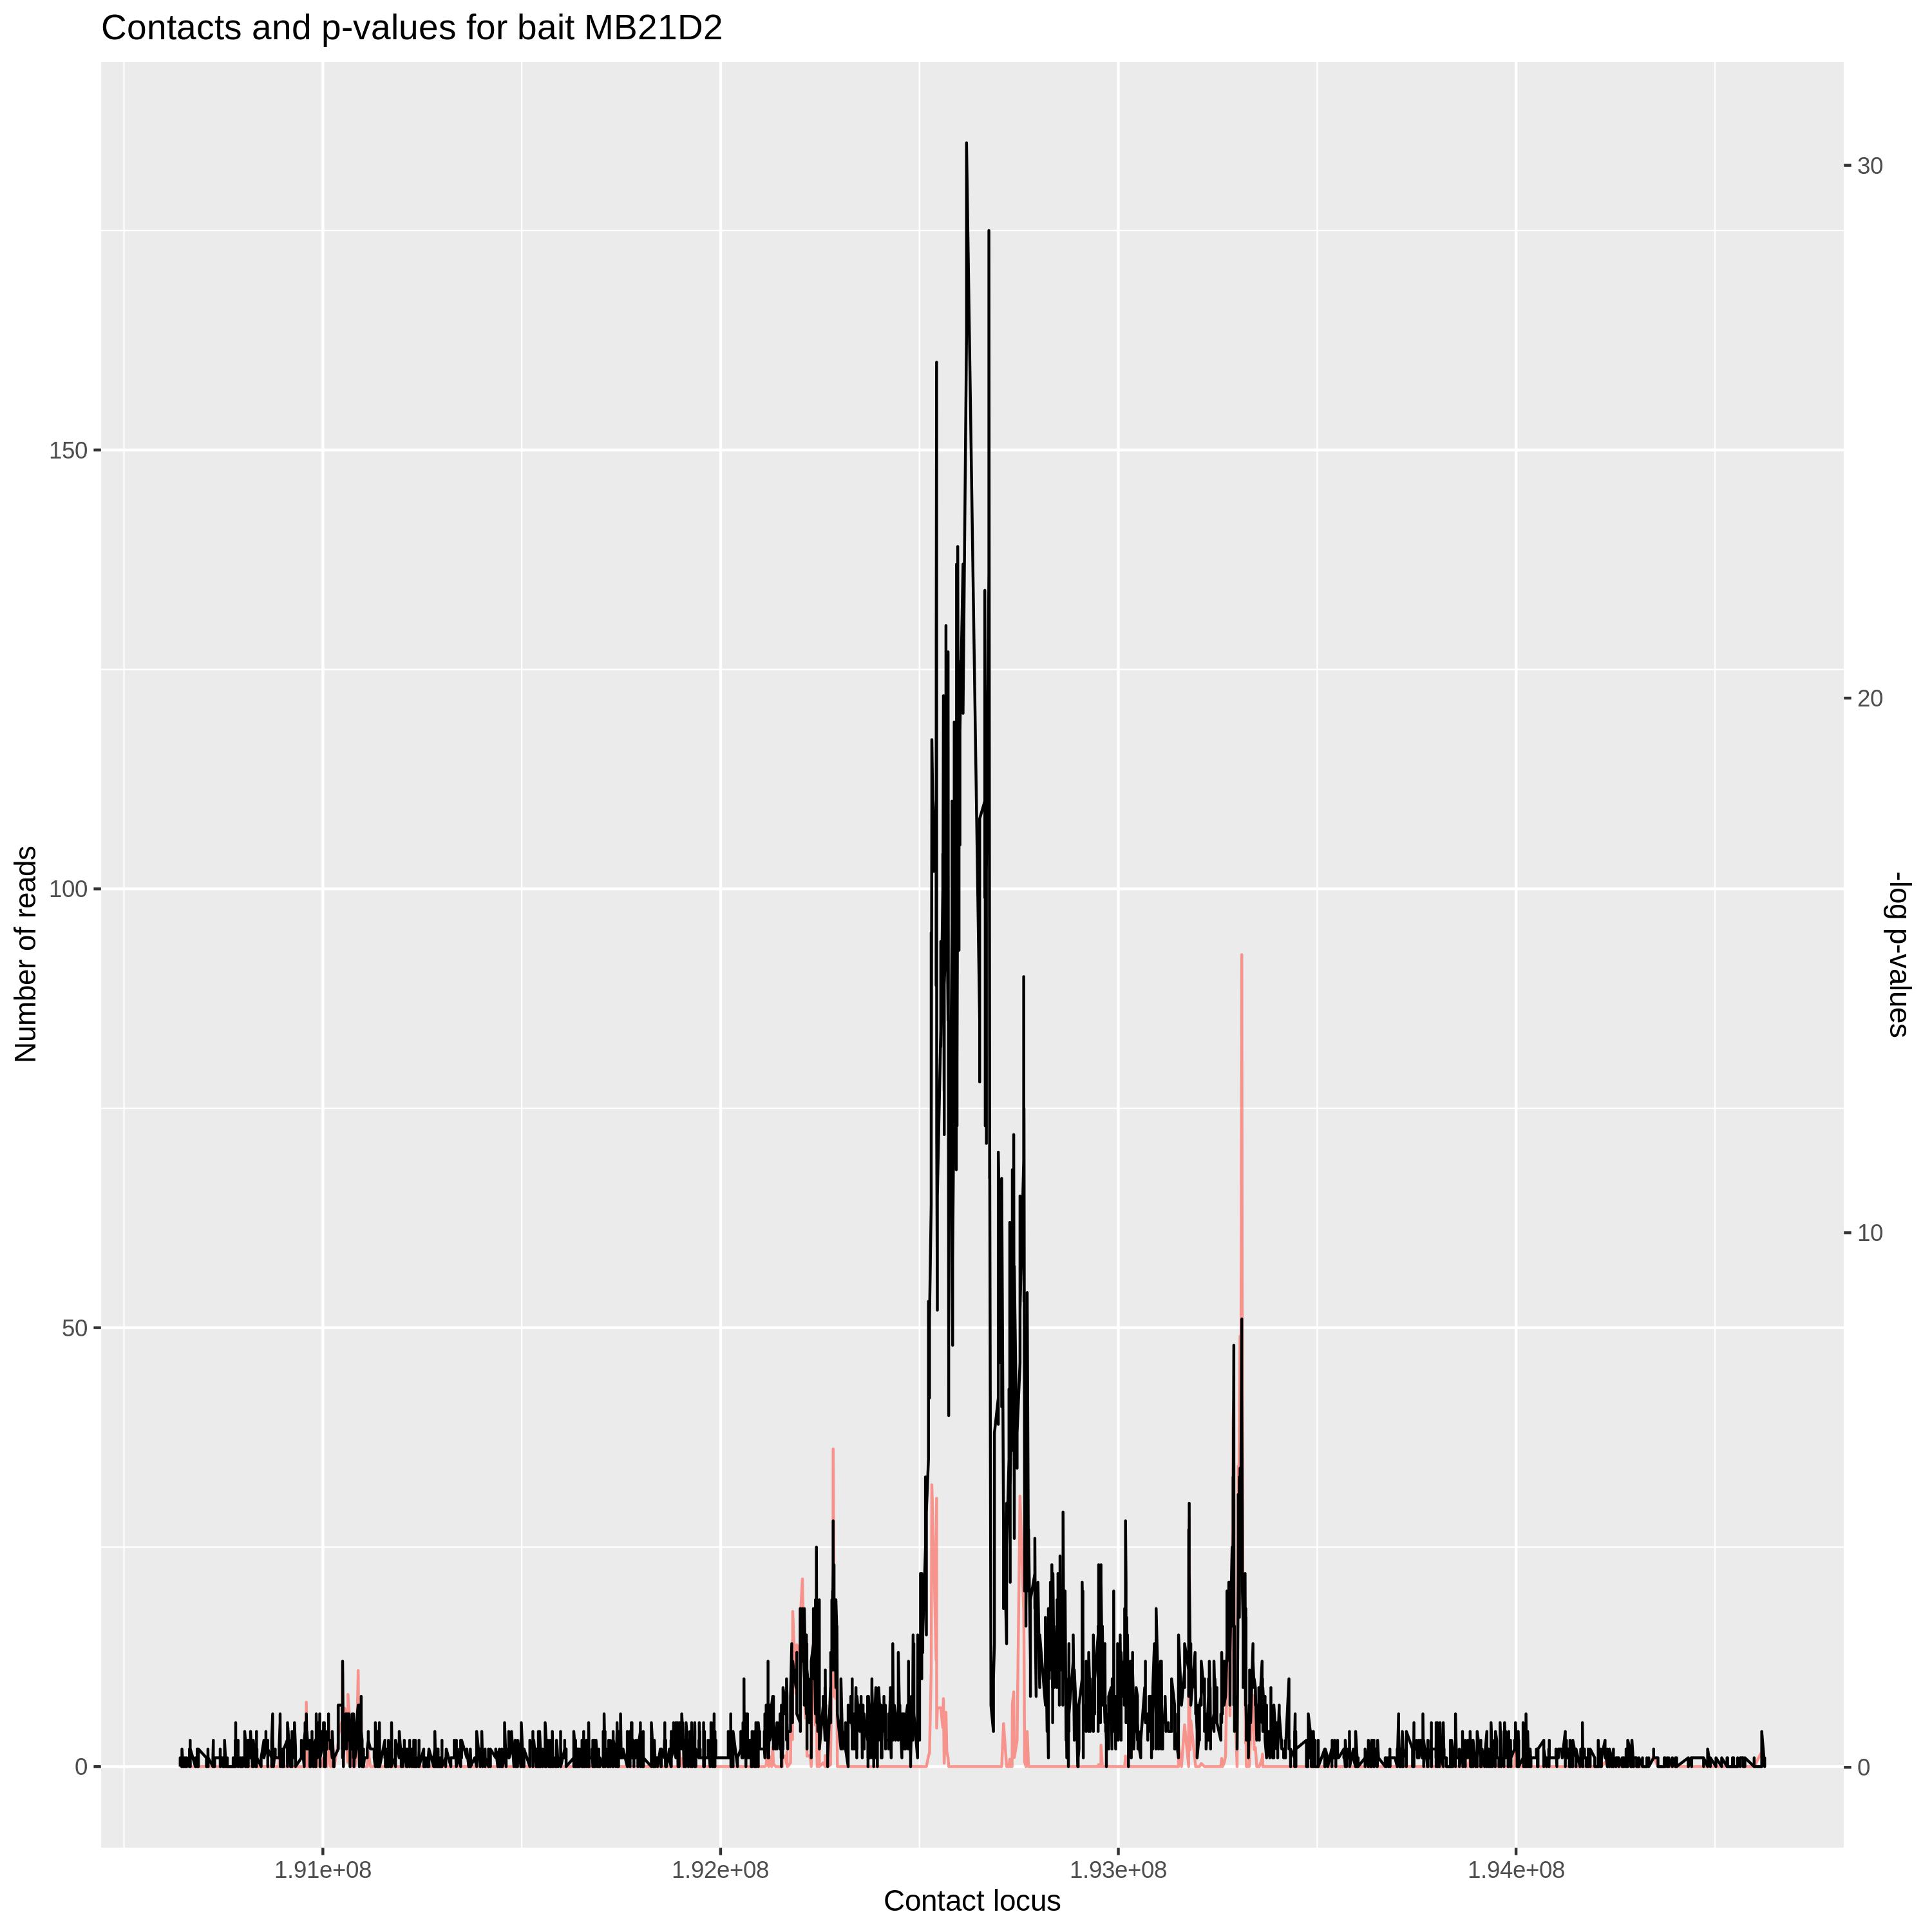 Contacts and p-values for bait MB21D2
150
100
50
0
Number of reads
30
20
10
0
-log p-values
1.91e+08
1.92e+08
1.93e+08
1.94e+08
Contact locus